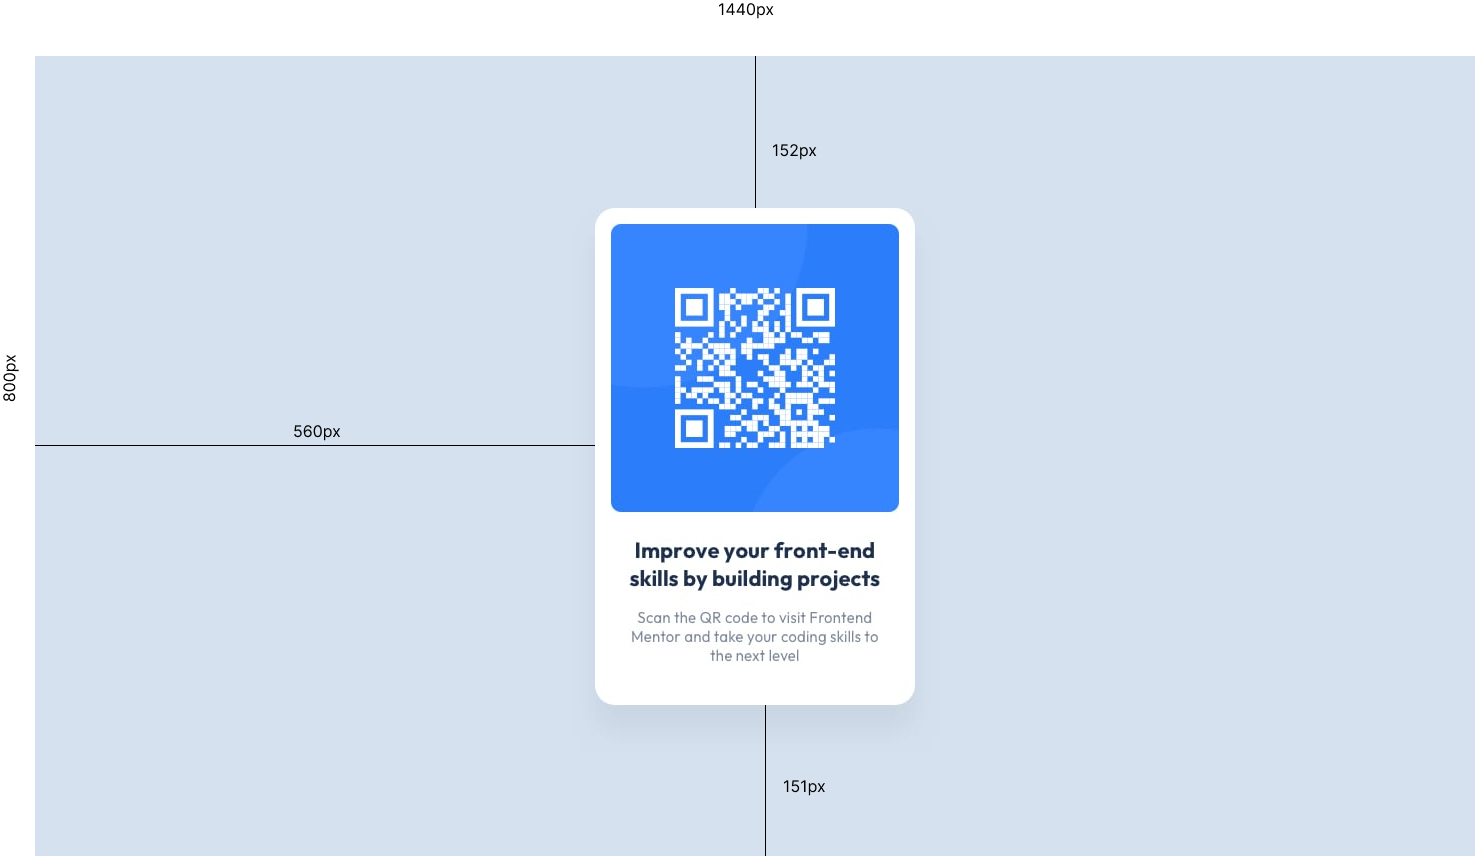 1440px
152px
800px
560px
Improve your front-end
skills by building projects
Scan the QR code to visit Frontend
Mentor and take your coding skills to
the next level
151px